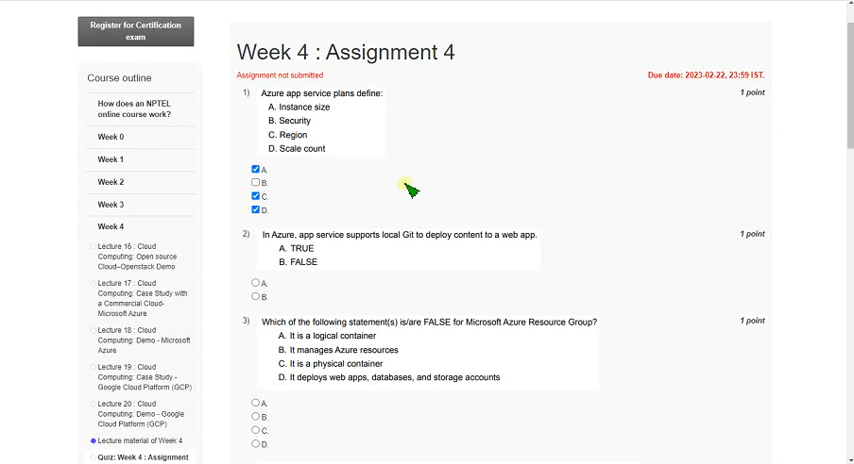 Register for Certification
exam
Course outline
How does an NPTEL
online course work?
Week 0
Week 1
Week 2
Week 3
Week 4
Lecture 16 : Cloud
Computing: Open source
Cloud–Openstack Demo
Lecture 17 : Cloud
Computing: Case Study with
a Commercial Cloud-
Microsoft Azure
Lecture 18 : Cloud
Computing: Demo - Microsoft
Azure
Lecture 19 : Cloud
Computing: Case Study -
Google Cloud Platform (GCP)
Lecture 20 : Cloud
Computing: Demo - Google
Cloud Platform (GCP)
Lecture material of Week 4
Quiz: Week 4 : Assignment
Week 4 : Assignment 4
Assignment not submitted
Due date: 2023-02-22, 23:59 IST.
1) Azure app service plans define: 1 point
A. Instance size
B. Security
C. Region
D. Scale count
A.
B.
C.
D.
2) In Azure, app service supports local Git to deploy content to a web app. 1 point
A. TRUE
B. FALSE
A.
B.
3) Which of the following statement(s) is/are FALSE for Microsoft Azure Resource Group? 1 point
A. It is a logical container
B. It manages Azure resources
C. It is a physical container
D. It deploys web apps, databases, and storage accounts
A.
B.
C.
D.